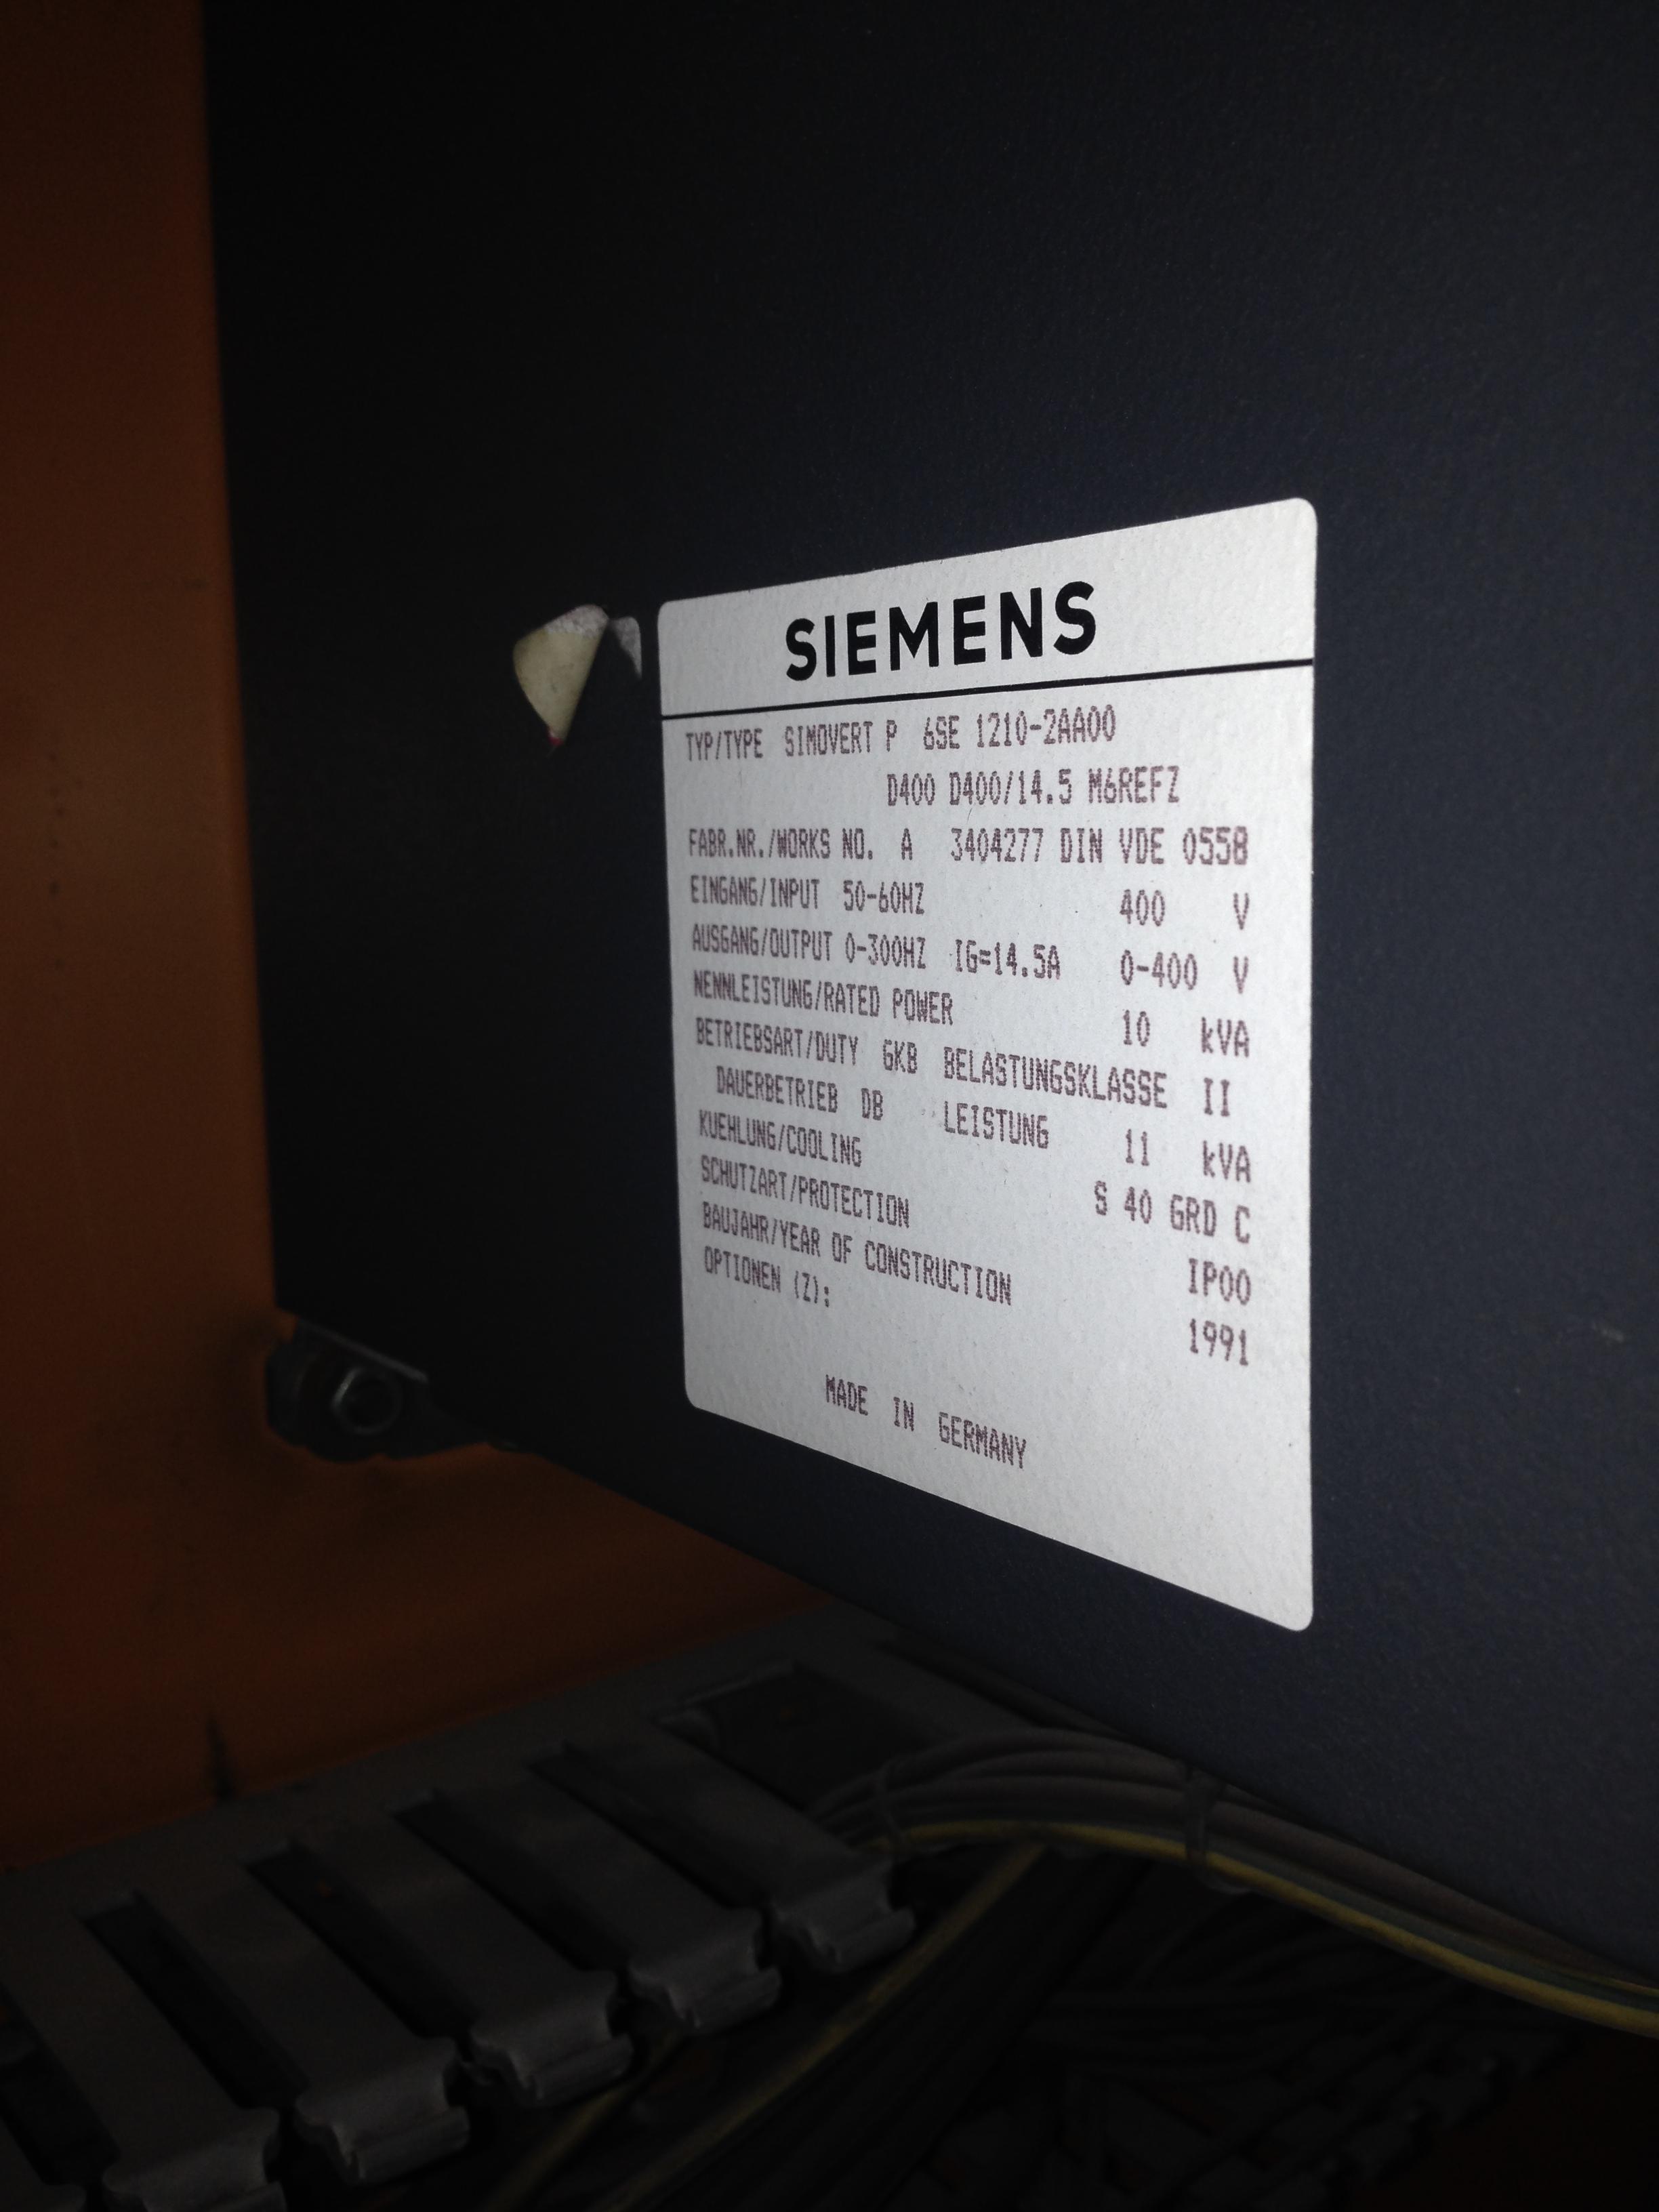 SIEMENS
TYP/TYPE SIMOVERT P 6SE 1210-2AA00
D400 D400/14.5 M6REFZ
FABR.NR./WORKS NO. A 3404277 DIN VDE 0558
EINGANG/INPUT 50-60HZ 400 V
AUSGANG/OUTPUT 0-300HZ IG=14.5A 0-400 V
NENNLEISTUNG/RATED POWER 10 kVA
BETRIEBSART/DUTY GKB BELASTUNGSKLASSE II
DAUERBETRIEB DB LEISTUNG 11 kVA
KUEHLUNG/COOLING S 40 GRD C
SCHUTZART/PROTECTION IP00
BAUJAHR/YEAR OF CONSTRUCTION 1991
OPTIONEN (Z):
MADE IN GERMANY